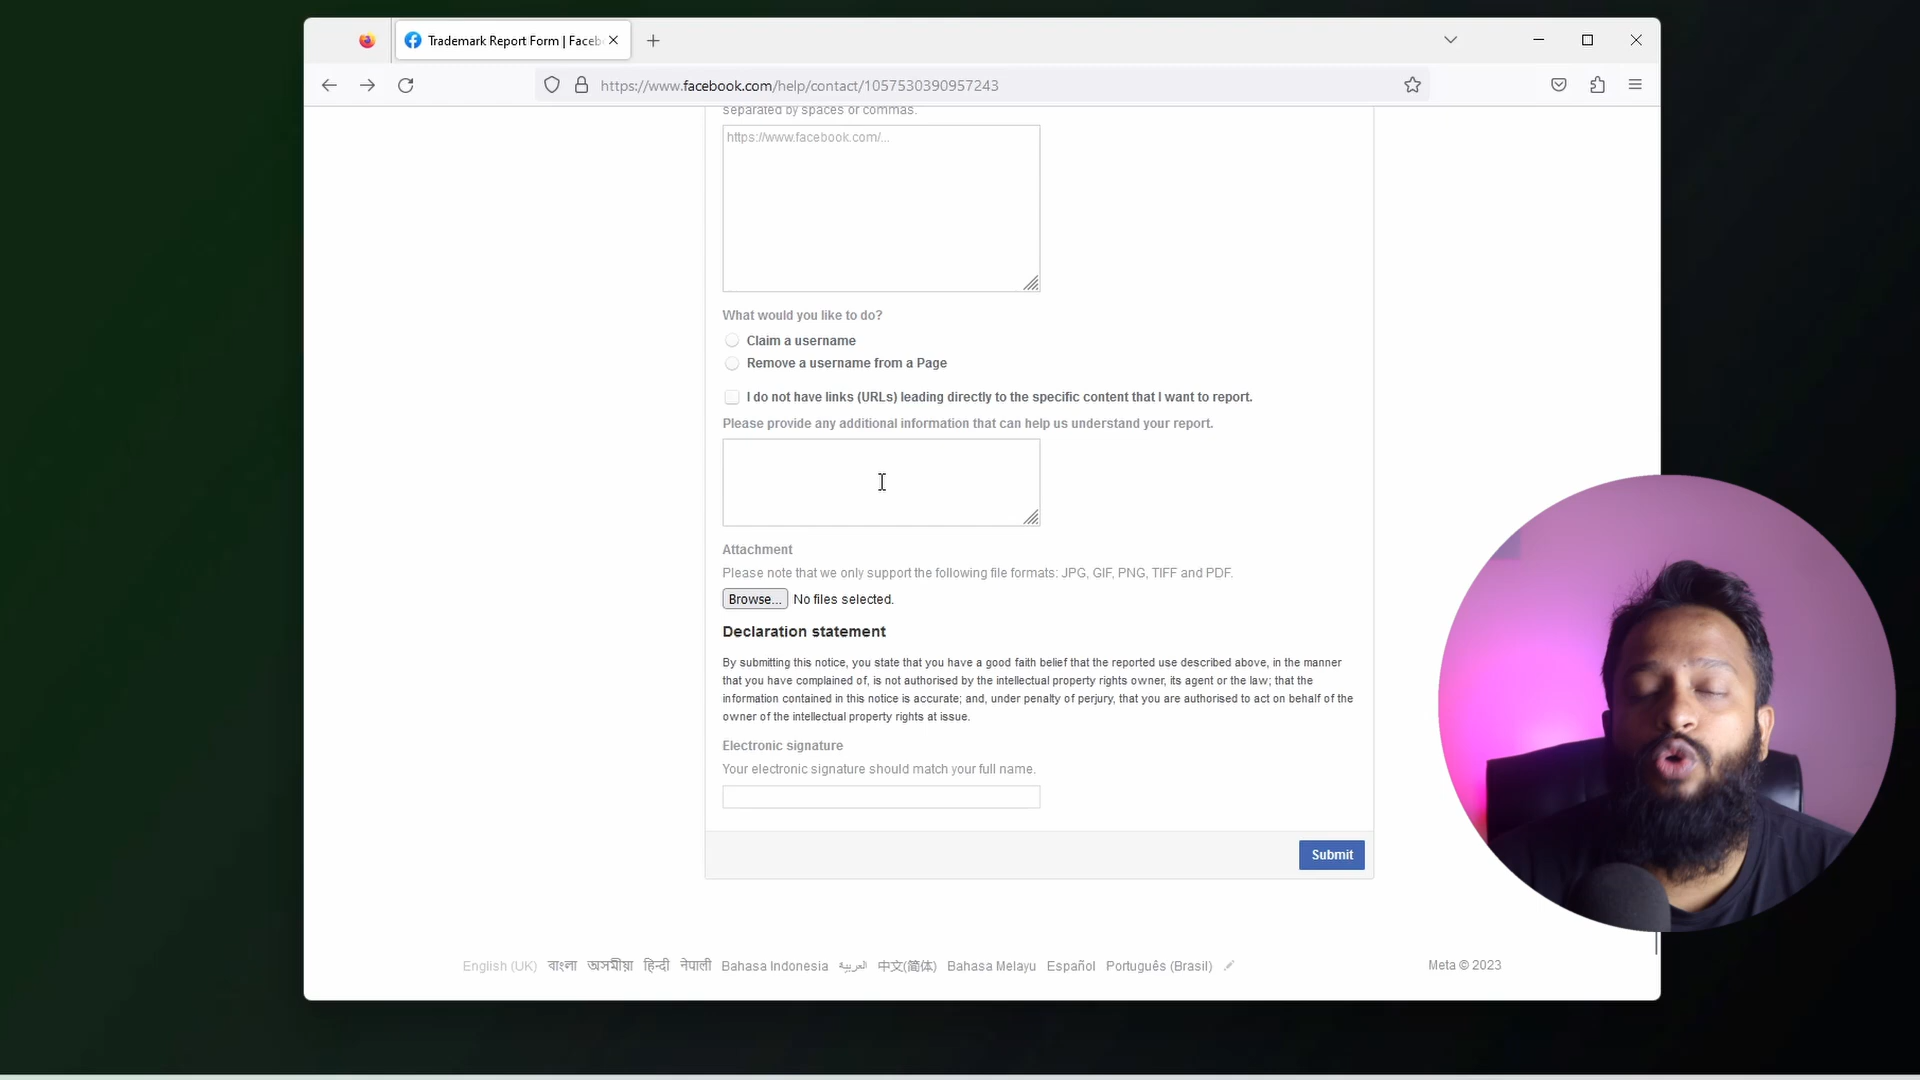 Trademark Report Form | Faceb
https://www.facebook.com/help/contact/1057530390957243
separated by spaces or commas.
https://www.facebook.com/...
What would you like to do?
Claim a username
Remove a username from a Page
I do not have links (URLs) leading directly to the specific content that I want to report.
Please provide any additional information that can help us understand your report.
Attachment
Please note that we only support the following file formats: JPG, GIF, PNG, TIFF and PDF.
Browse... No files selected.
Declaration statement
By submitting this notice, you state that you have a good faith belief that the reported use described above, in the manner
that you have complained of, is not authorised by the intellectual property rights owner, its agent or the law; that the
information contained in this notice is accurate; and, under penalty of perjury, that you are authorised to act on behalf of the
owner of the intellectual property rights at issue.
Electronic signature
Your electronic signature should match your full name.
Submit
English (UK) বাংলা অসমীয়া हिन्दी नेपाली Bahasa Indonesia العربية 中文(简体) Bahasa Melayu Español Português (Brasil) Meta © 2023